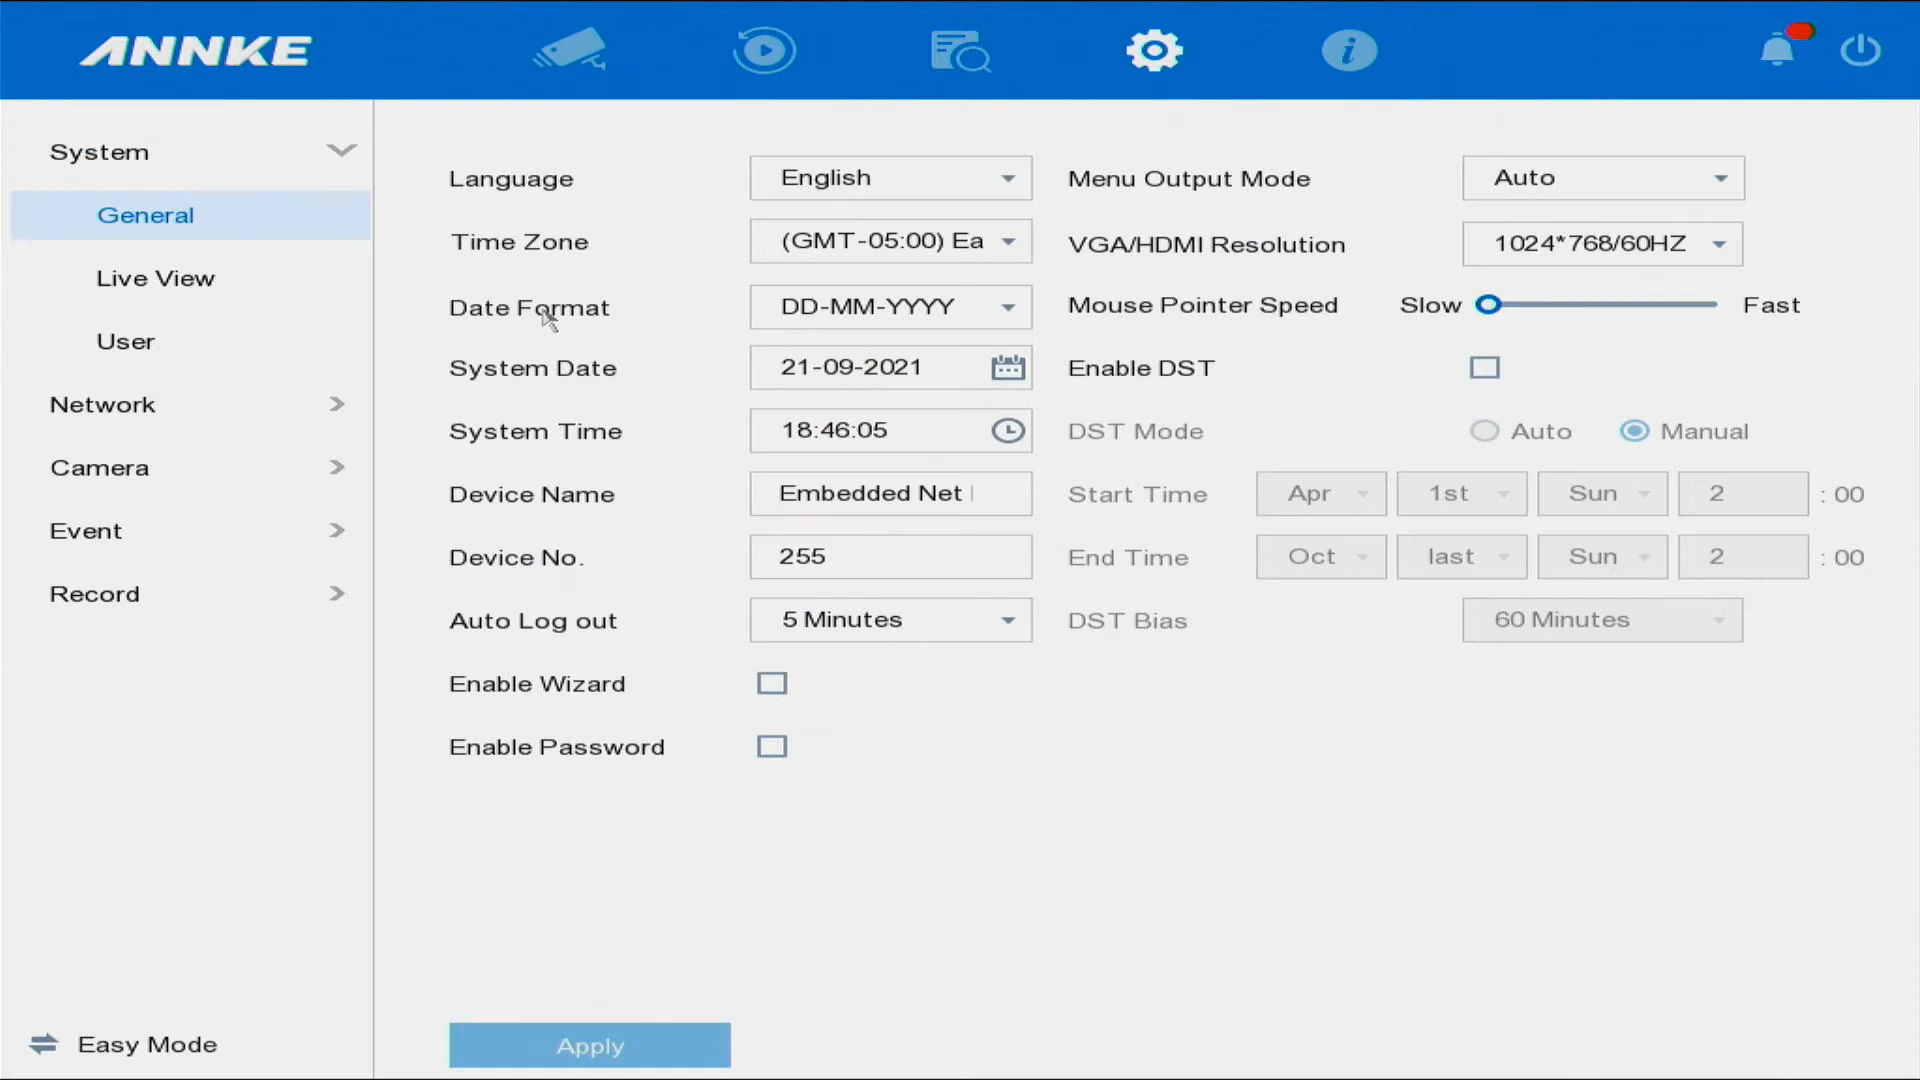 ANNKE
System
General
Live View
User
Network
Camera
Event
Record
Easy Mode
Language English
Time Zone (GMT-05:00) Ea
Date Format DD-MM-YYYY
System Date 21-09-2021
System Time 18:46:05
Device Name Embedded Net
Device No. 255
Auto Log out 5 Minutes
Enable Wizard
Enable Password
Menu Output Mode Auto
VGA/HDMI Resolution 1024*768/60HZ
Mouse Pointer Speed Slow Fast
Enable DST
DST Mode Auto Manual
Start Time Apr 1st Sun 2 : 00
End Time Oct last Sun 2 : 00
DST Bias 60 Minutes
Apply